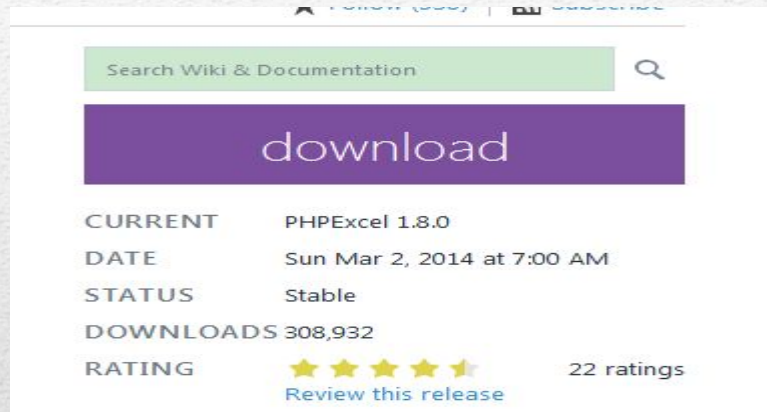 Search Wiki & Documentation
download
CURRENT PHPExcel 1.8.0
DATE Sun Mar 2, 2014 at 7:00 AM
STATUS Stable
DOWNLOADS 308,932
RATING 22 ratings
Review this release